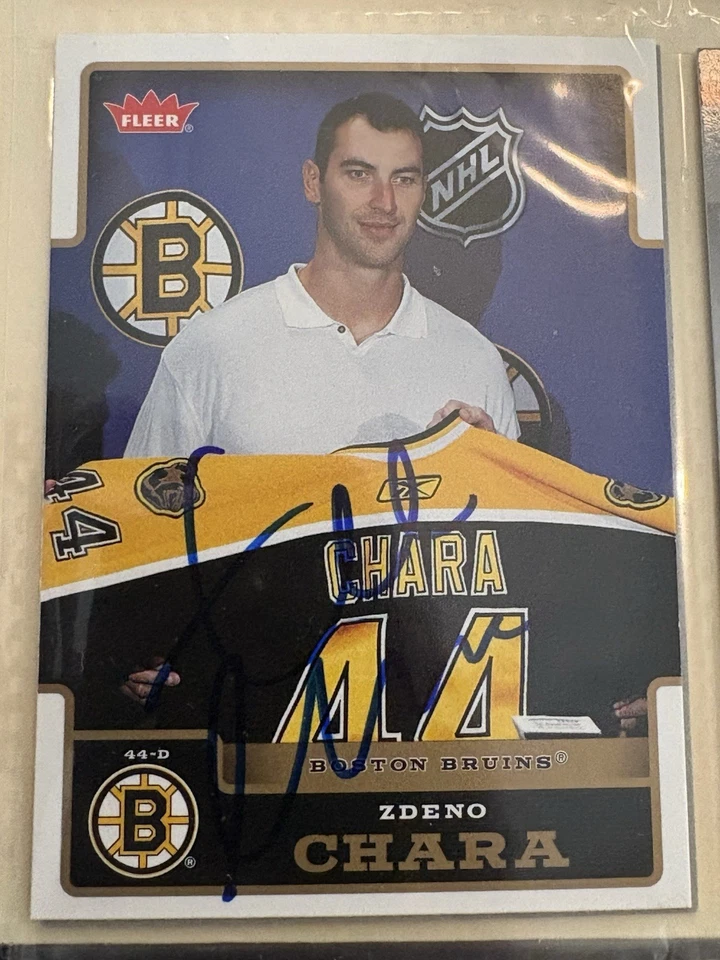 FLEER®
NHL
B
44
CHARA
44
44-D
BOSTON BRUINS®
B®
ZDENO
CHARA